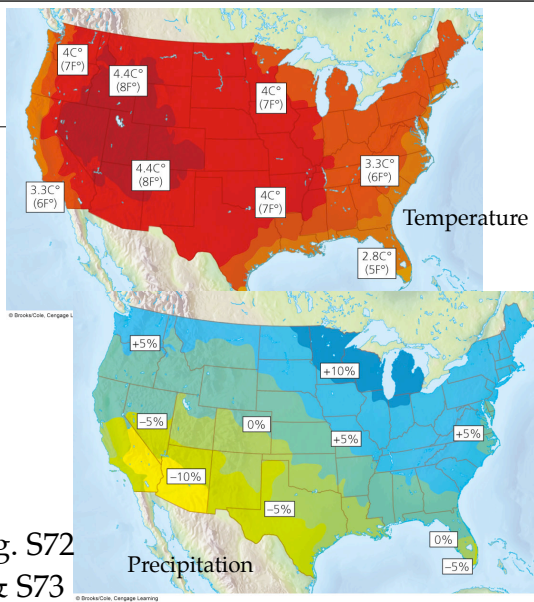 4C°
(7F°)
4.4C°
(8F°)
4C°
(7F°)
4.4C°
(8F°)
3.3C°
(6F°)
3.3C°
(6F°)
4C°
(7F°)
Temperature
2.8C°
(5F°)
© Brooks/Cole, Cengage L
+5%
+10%
–5%
0%
+5%
+5%
–10%
–5%
0%
–5%
Precipitation
g. S72
S73
© Brooks/Cole, Cengage Learning